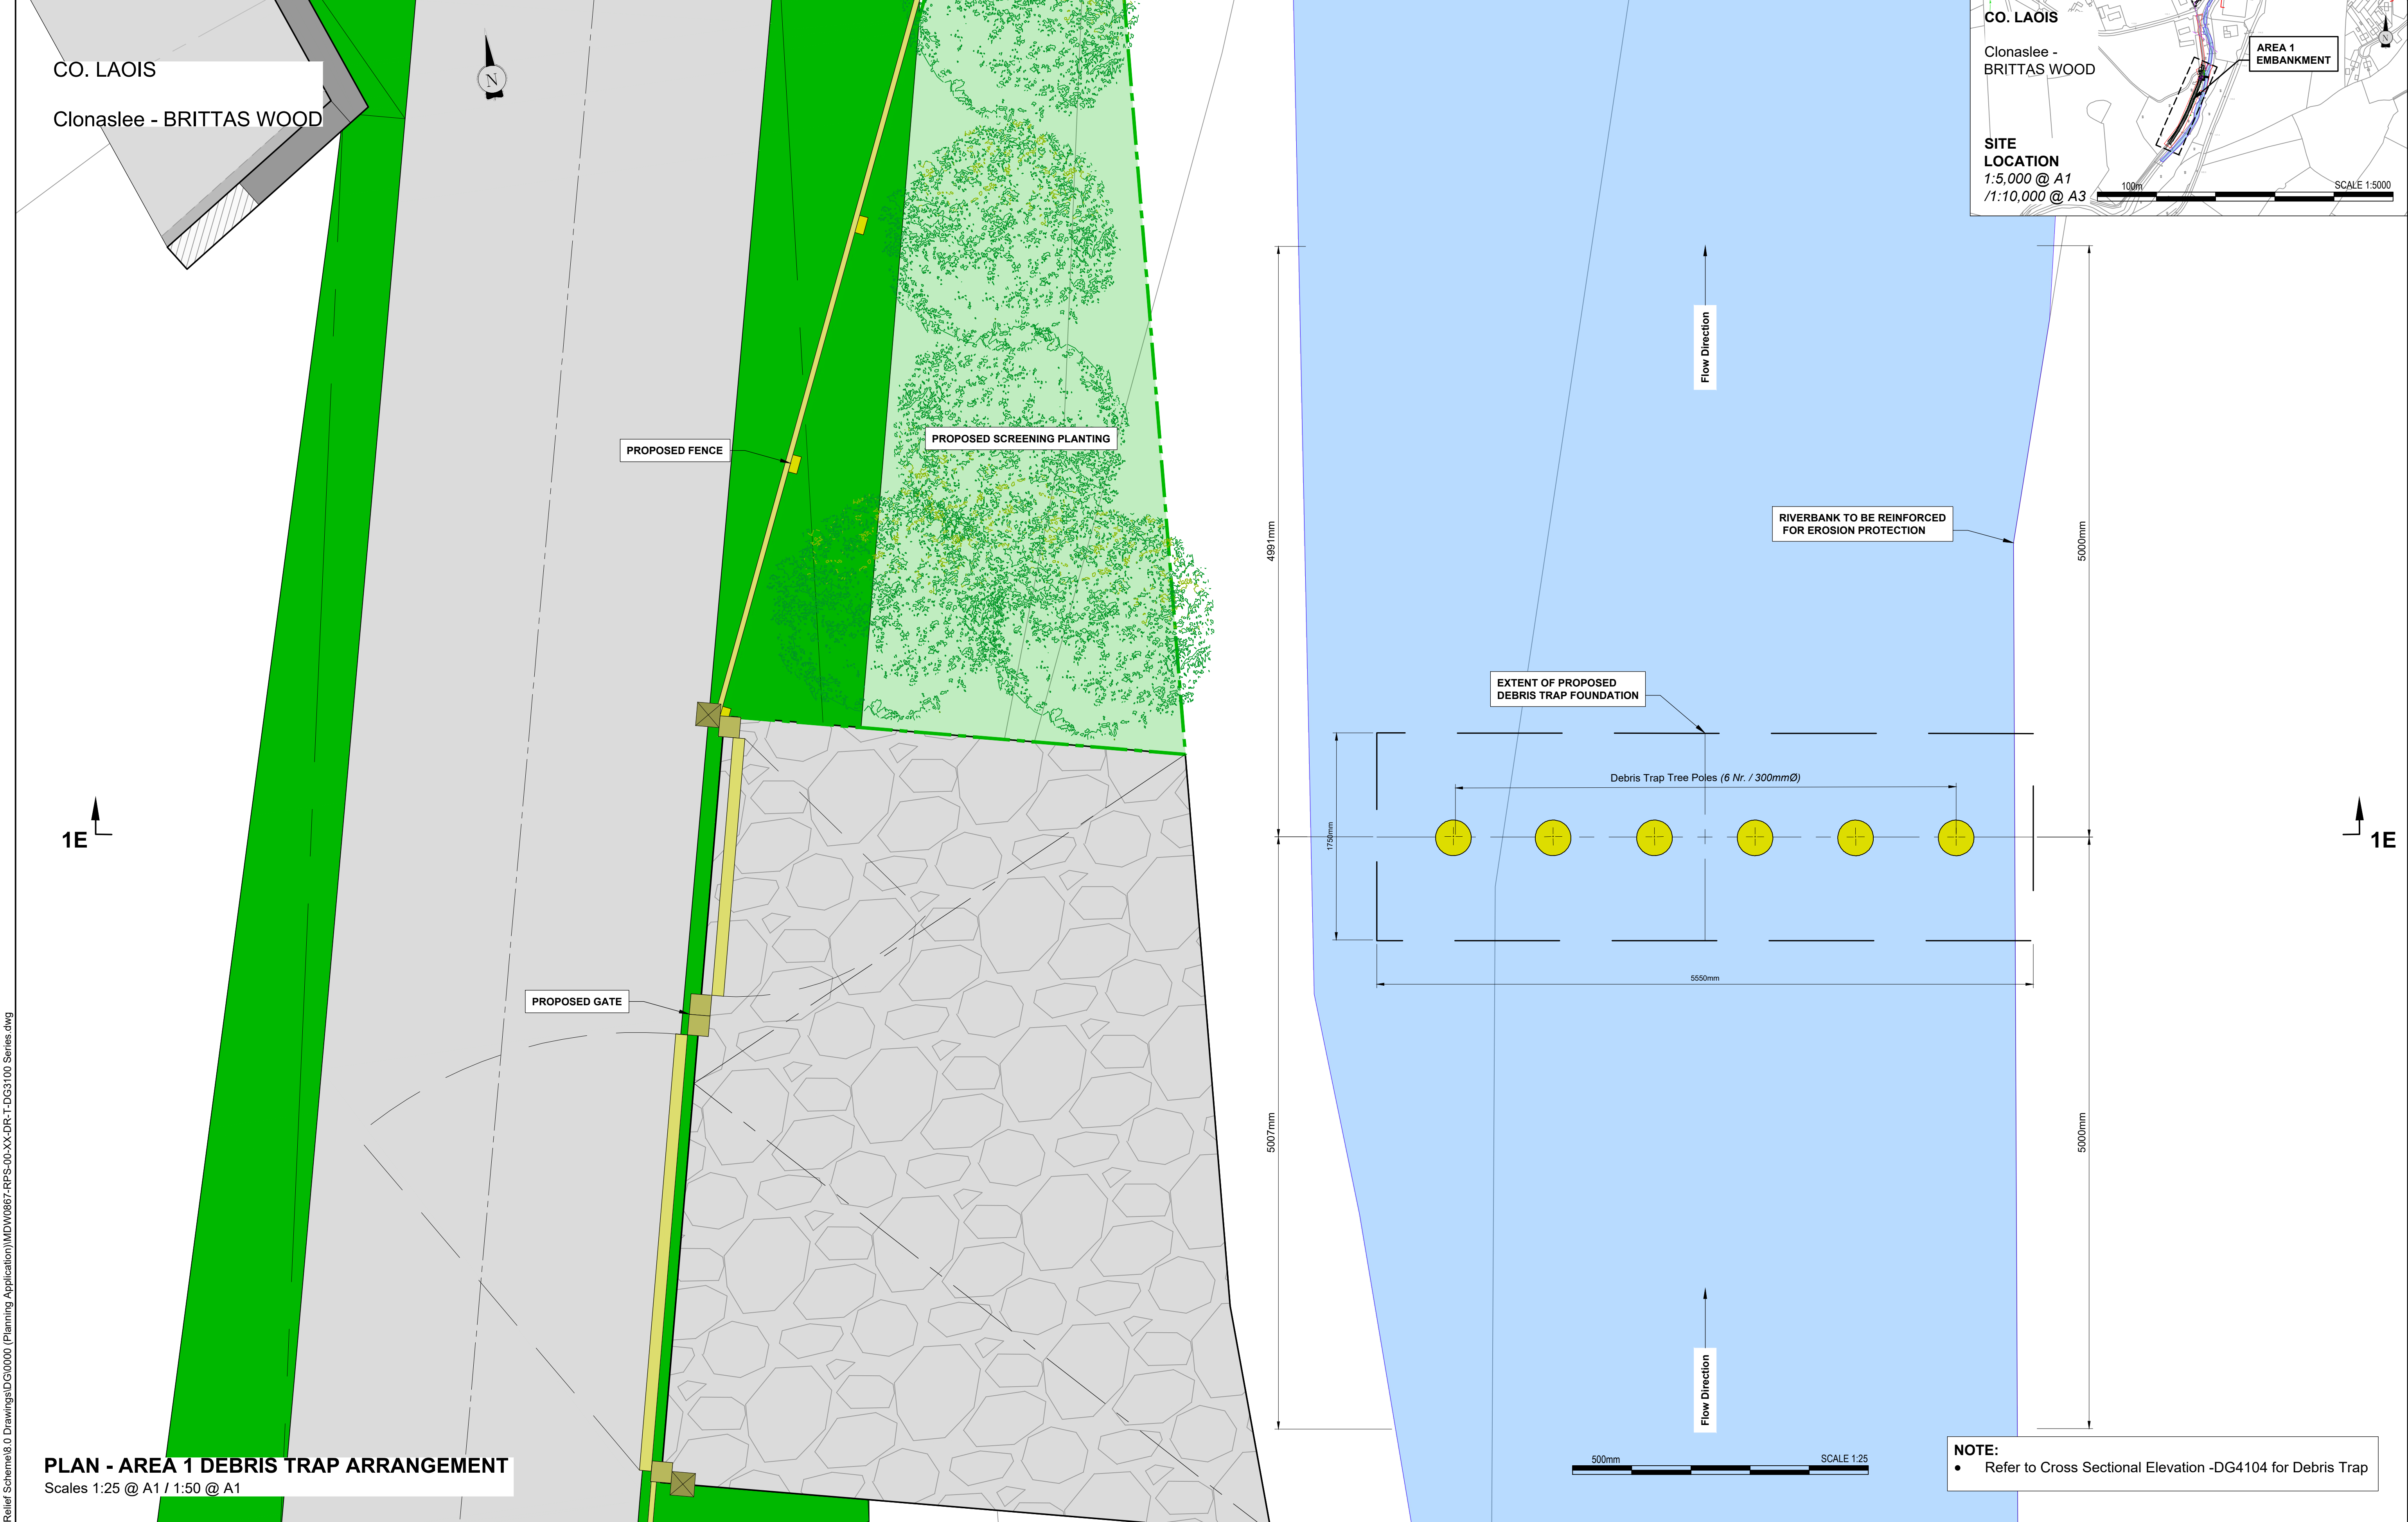 CO. LAOIS
Clonaslee - BRITTAS WOOD
N
CO. LAOIS
Clonaslee -
BRITTAS WOOD
AREA 1
EMBANKMENT
N
SITE
LOCATION
1:5,000 @ A1
/1:10,000 @ A3
100m
SCALE 1:5000
Flow Direction
PROPOSED FENCE
PROPOSED SCREENING PLANTING
4991mm
RIVERBANK TO BE REINFORCED
FOR EROSION PROTECTION
5000mm
EXTENT OF PROPOSED
DEBRIS TRAP FOUNDATION
Debris Trap Tree Poles (6 Nr. / 300mmØ)
1E
1750mm
1E
5550mm
PROPOSED GATE
5007mm
5000mm
Flow Direction
PLAN - AREA 1 DEBRIS TRAP ARRANGEMENT
Scales 1:25 @ A1 / 1:50 @ A1
500mm
SCALE 1:25
NOTE:
• Refer to Cross Sectional Elevation -DG4104 for Debris Trap
Relief Scheme\8.0 Drawings\DG\0000 (Planning Application)\MDW0867-RPS-00-XX-DR-T-DG3100 Series.dwg